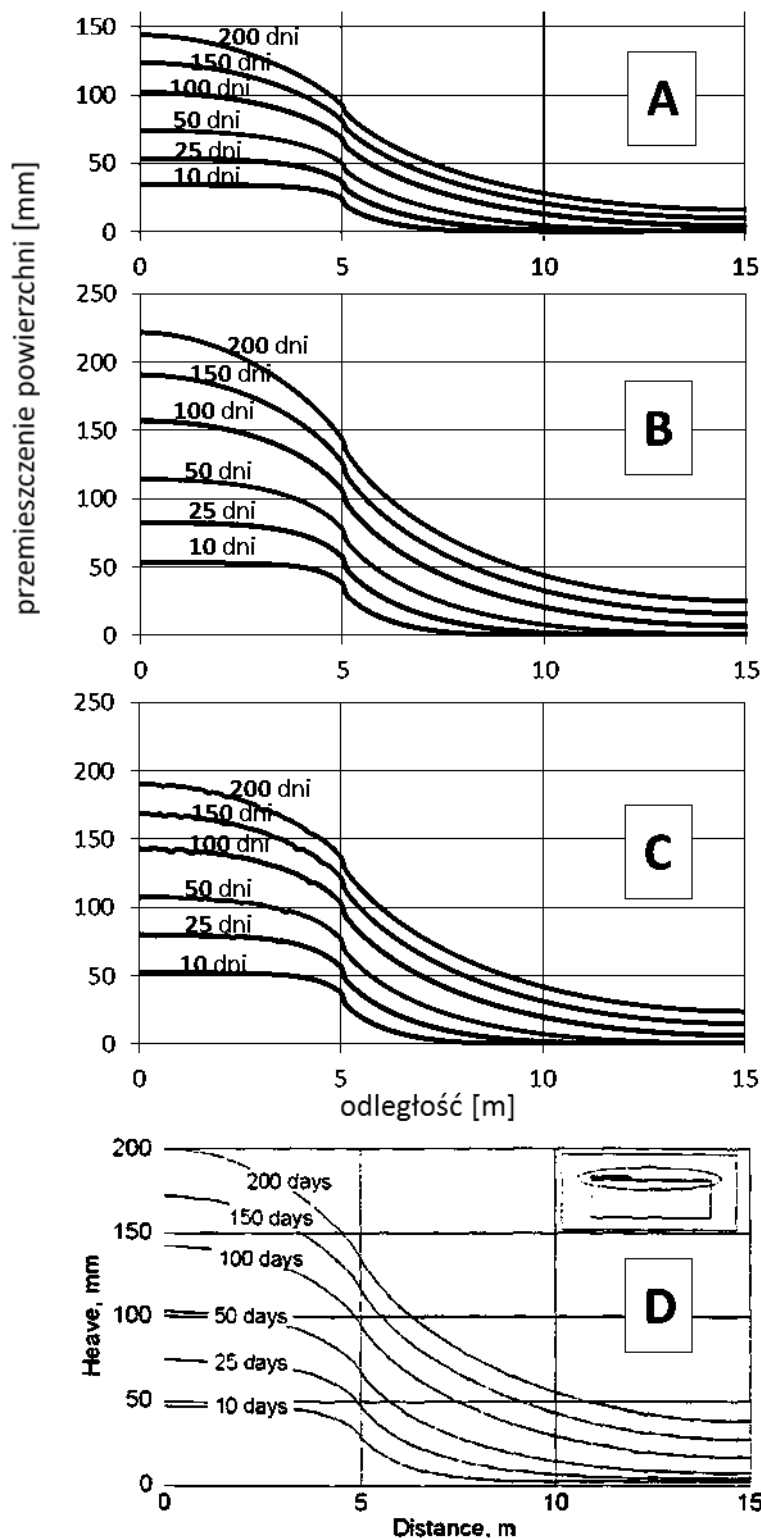 przemieszczenie powierzchni [mm]
150
100
50
0
200 dni
150 dni
100 dni
50 dni
25 dni
10 dni
A
0 5 10 15
250
200
150
100
50
0
200 dni
150 dni
100 dni
50 dni
25 dni
10 dni
B
0 5 10 15
250
200
150
100
50
0
200 dni
150 dni
100 dni
50 dni
25 dni
10 dni
C
0 5 10 15
odległość [m]
Heave, mm
200
150
100
50
0
200 days
150 days
100 days
50 days
25 days
10 days
D
0 5 10 15
Distance, m